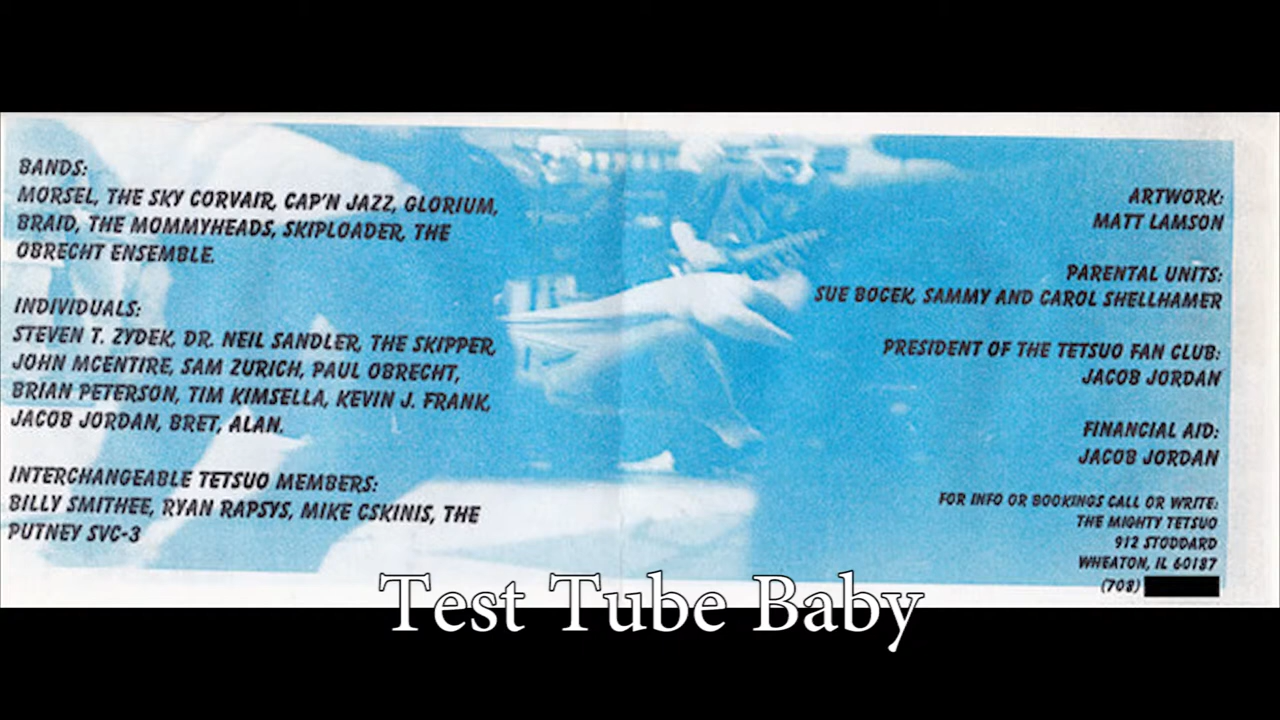 BANDS:
MORSEL, THE SKY CORVAIR, CAP'N JAZZ, GLORIUM,
BRAID, THE MOMMYHEADS, SKIPLOADER, THE
OBRECHT ENSEMBLE.
INDIVIDUALS:
STEVEN T. ZYDEK, DR. NEIL SANDLER, THE SKIPPER,
JOHN MCENTIRE, SAM ZURICH, PAUL OBRECHT,
BRIAN PETERSON, TIM KIMSELLA, KEVIN J. FRANK,
JACOB JORDAN, BRET, ALAN.
INTERCHANGEABLE TETSUO MEMBERS:
BILLY SMITHEE, RYAN RAPSYS, MIKE CSKINIS, THE
PUTNEY SVC-3
ARTWORK:
MATT LAMSON
PARENTAL UNITS:
SUE BOCEK, SAMMY AND CAROL SHELLHAMER
PRESIDENT OF THE TETSUO FAN CLUB:
JACOB JORDAN
FINANCIAL AID:
JACOB JORDAN
FOR INFO OR BOOKINGS CALL OR WRITE:
THE MIGHTY TETSUO
912 STODDARD
WHEATON, IL 60187
(708)
Test Tube Baby